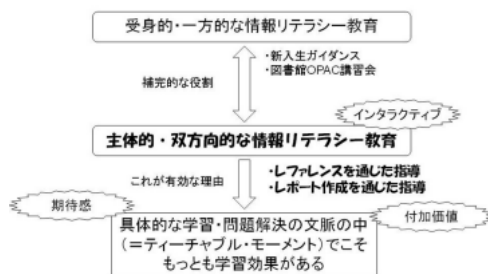 受身的・一方的な情報リテラシー教育
補完的な役割
・新入生ガイダンス
・図書館OPAC講習会
インタラクティブ
主体的・双方向的な情報リテラシー教育
これが有効な理由
・レファレンスを通じた指導
・レポート作成を通じた指導
期待感
付加価値
具体的な学習・問題解決の文脈の中
(=ティーチャブル・モーメント)でこそ
もっとも学習効果がある